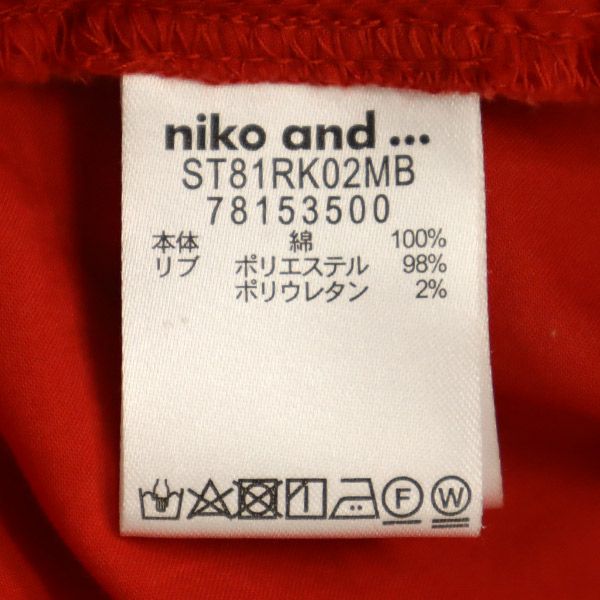 niko and ...
ST81RK02MB
78153500
本体 綿 100%
リブ ポリエステル 98%
ポリウレタン 2%
F W